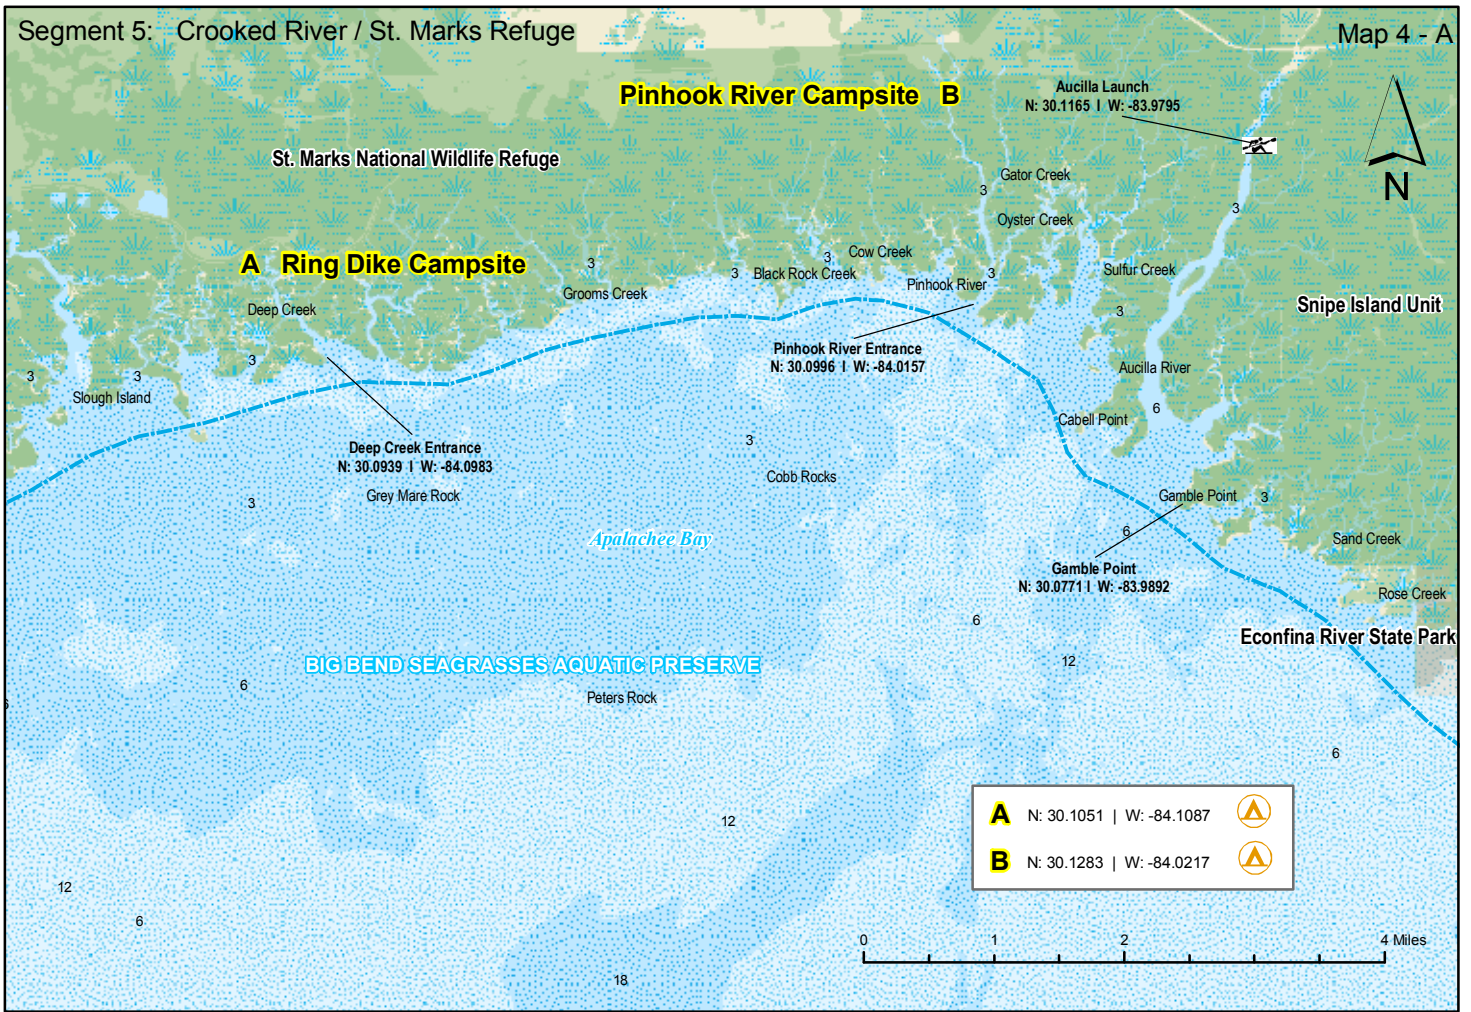 Segment 5: Crooked River / St. Marks Refuge
Map 4 - A
Pinhook River Campsite B
Aucilla Launch
N: 30.1165 I W: -83.9795
N
St. Marks National Wildlife Refuge
Gator Creek
3
3
Oyster Creek
A Ring Dike Campsite
3
3
3
Cow Creek
Black Rock Creek
3
Sulfur Creek
Grooms Creek
Pinhook River
Deep Creek
3
Snipe Island Unit
Pinhook River Entrance
N: 30.0996 I W: -84.0157
3
3
3
Aucilla River
Slough Island
6
Cabell Point
Deep Creek Entrance
N: 30.0939 I W: -84.0983
3
Cobb Rocks
Grey Mare Rock
3
Gamble Point
3
6
Apalachee Bay
Sand Creek
Gamble Point
N: 30.0771 I W: -83.9892
Rose Creek
6
Econfina River State Park
12
BIG BEND SEAGRASSES AQUATIC PRESERVE
6
Peters Rock
6
6
A N: 30.1051 | W: -84.1087
B N: 30.1283 | W: -84.0217
12
12
6
18
0 1 2 4 Miles